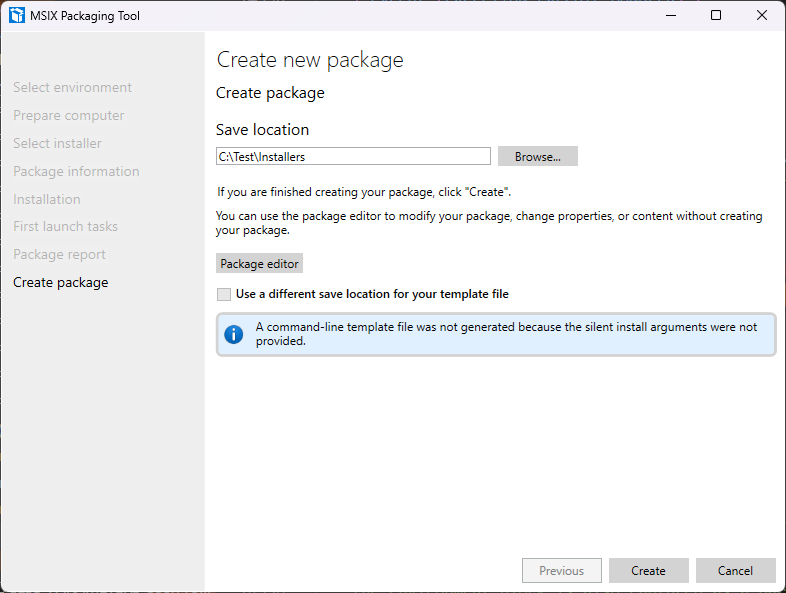 MSIX Packaging Tool
Create new package
Create package
Select environment
Prepare computer
Select installer
Package information
Installation
First launch tasks
Package report
Create package
Save location
C:\Test\Installers
Browse...
If you are finished creating your package, click "Create".
You can use the package editor to modify your package, change properties, or content without creating
your package.
Package editor
Use a different save location for your template file
A command-line template file was not generated because the silent install arguments were not
provided.
Previous
Create
Cancel